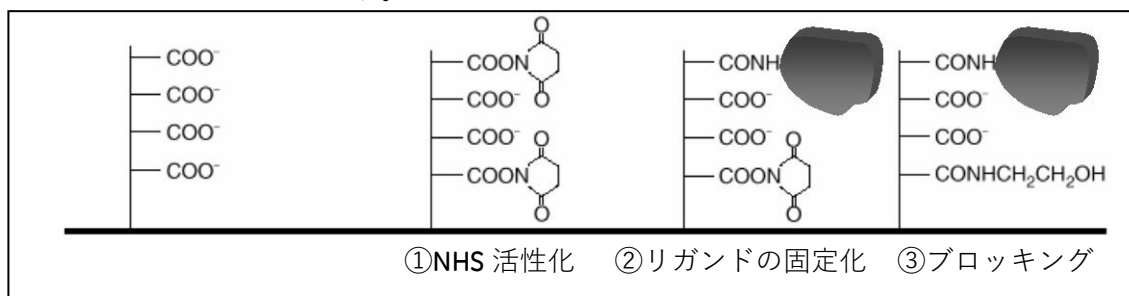 COO⁻
COO⁻
COO⁻
COO⁻
O
COON
O
COO⁻
COO⁻
O
COON
O
①NHS 活性化
CONH
COO⁻
COO⁻
O
COON
O
②リガンドの固定化
CONH
COO⁻
COO⁻
CONHCH₂CH₂OH
③ブロッキング